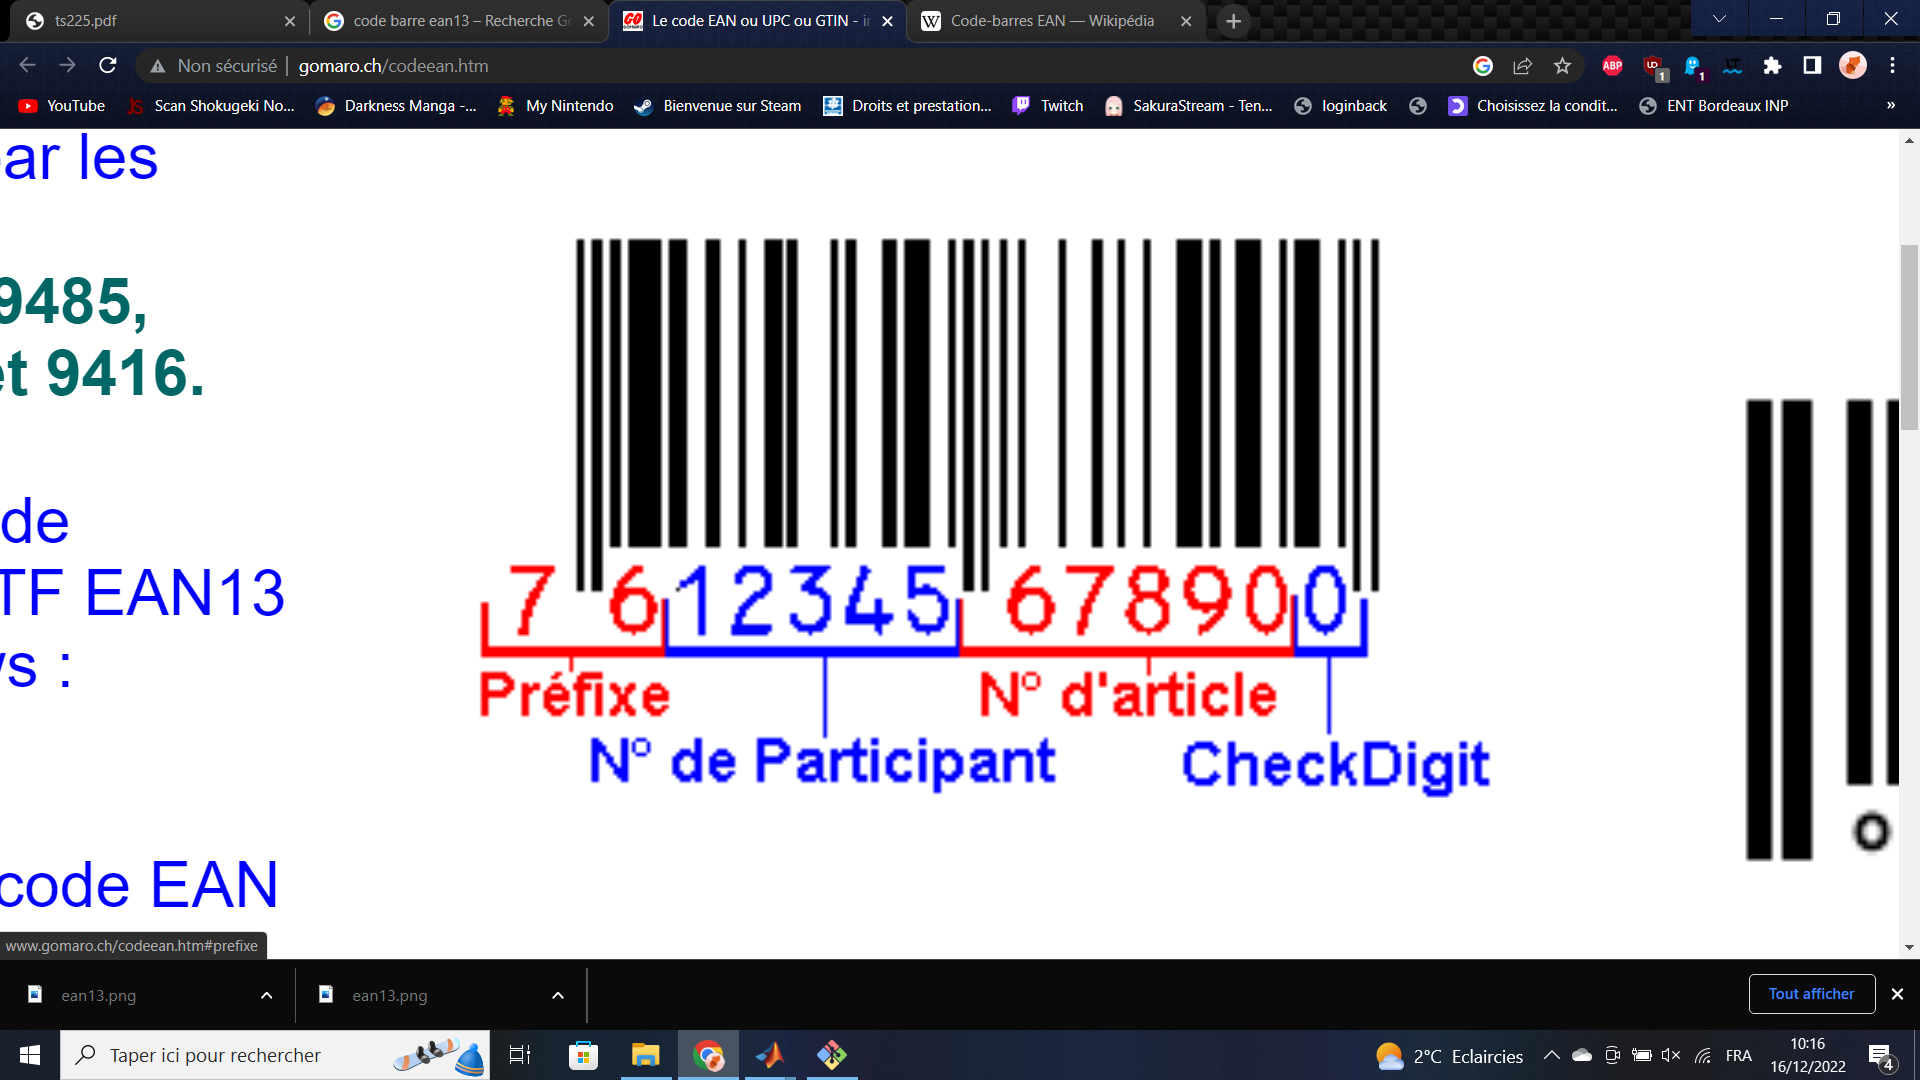 ts225.pdf
code barre ean13 – Recherche Go
Le code EAN ou UPC ou GTIN - in
Code-barres EAN — Wikipédia
Non sécurisé | gomaro.ch/codeean.htm
YouTube
Scan Shokugeki No...
Darkness Manga -...
My Nintendo
Bienvenue sur Steam
Droits et prestation...
Twitch
SakuraStream - Ten...
loginback
Choisissez la condit...
ENT Bordeaux INP
»
ar les
9485,
et 9416.
de
TF EAN13
s :
code EAN
7 612345 678900 0
Préfixe
N° d'article
N° de Participant
CheckDigit
0
www.gomaro.ch/codeean.htm#prefixe
ean13.png
ean13.png
Tout afficher
Taper ici pour rechercher
2°C Eclaircies
FRA
10:16
16/12/2022
4